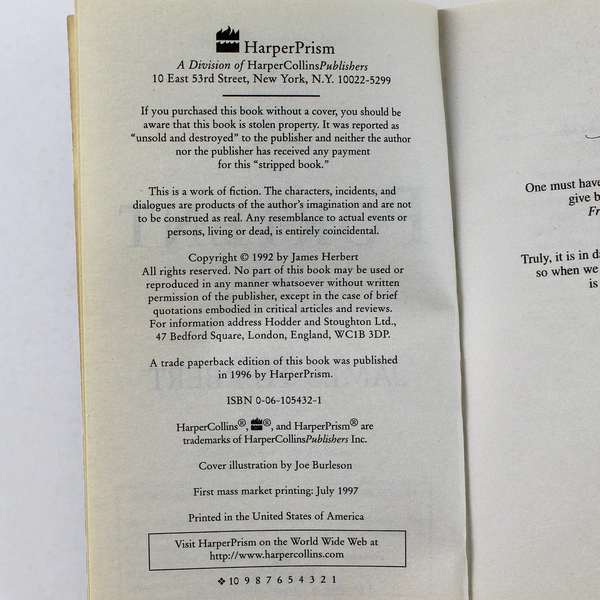 HarperPrism
A Division of HarperCollinsPublishers
10 East 53rd Street, New York, N.Y. 10022-5299
If you purchased this book without a cover, you should be
aware that this book is stolen property. It was reported as
“unsold and destroyed” to the publisher and neither the author
nor the publisher has received any payment
for this “stripped book.”
This is a work of fiction. The characters, incidents, and
dialogues are products of the author’s imagination and are not
to be construed as real. Any resemblance to actual events or
persons, living or dead, is entirely coincidental.
Copyright © 1992 by James Herbert
All rights reserved. No part of this book may be used or
reproduced in any manner whatsoever without written
permission of the publisher, except in the case of brief
quotations embodied in critical articles and reviews.
For information address Hodder and Stoughton Ltd.,
47 Bedford Square, London, England, WC1B 3DP.
A trade paperback edition of this book was published
in 1996 by HarperPrism.
ISBN 0-06-105432-1
HarperCollins®, ®, and HarperPrism® are
trademarks of HarperCollinsPublishers Inc.
Cover illustration by Joe Burleson
First mass market printing: July 1997
Printed in the United States of America
Visit HarperPrism on the World Wide Web at
http://www.harpercollins.com
❖ 10 9 8 7 6 5 4 3 2 1
One must have
give b
Fr
Truly, it is in d
so when we
is